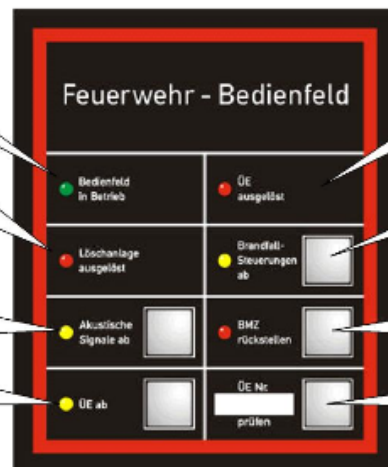 Feuerwehr - Bedienfeld
Bedienfeld
in Betrieb
ÜE
ausgelöst
Löschanlage
ausgelöst
Brandfall-
Steuerungen
ab
Akustische
Signale ab
BMZ
rückstellen
ÜE ab
ÜE Nr.
prüfen